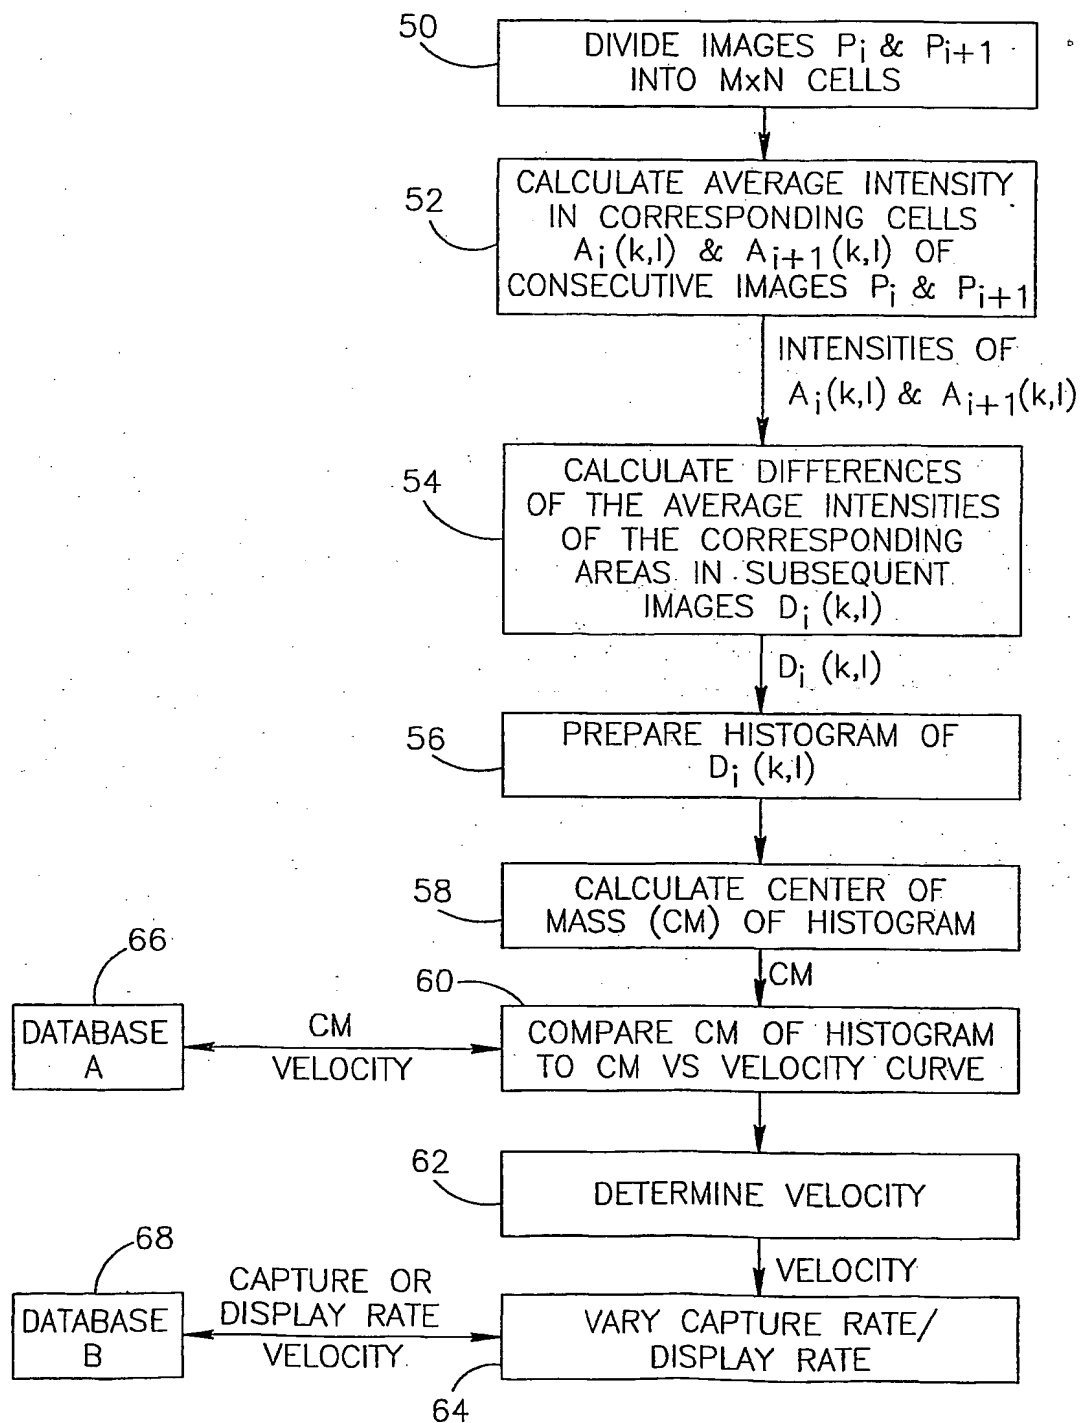 50
DIVIDE IMAGES Pi & Pi+1
INTO MxN CELLS
52
CALCULATE AVERAGE INTENSITY
IN CORRESPONDING CELLS
Ai(k,l) & Ai+1(k,l) OF
CONSECUTIVE IMAGES Pi & Pi+1
INTENSITIES OF
Ai(k,l) & Ai+1(k,l)
54
CALCULATE DIFFERENCES
OF THE AVERAGE INTENSITIES
OF THE CORRESPONDING
AREAS IN SUBSEQUENT
IMAGES Di (k,l)
Di (k,l)
56
PREPARE HISTOGRAM OF
Di (k,l)
58
CALCULATE CENTER OF
MASS (CM) OF HISTOGRAM
CM
66
DATABASE
A
CM
VELOCITY
60
COMPARE CM OF HISTOGRAM
TO CM VS VELOCITY CURVE
62
DETERMINE VELOCITY
VELOCITY
68
DATABASE
B
CAPTURE OR
DISPLAY RATE
VELOCITY
VARY CAPTURE RATE/
DISPLAY RATE
64